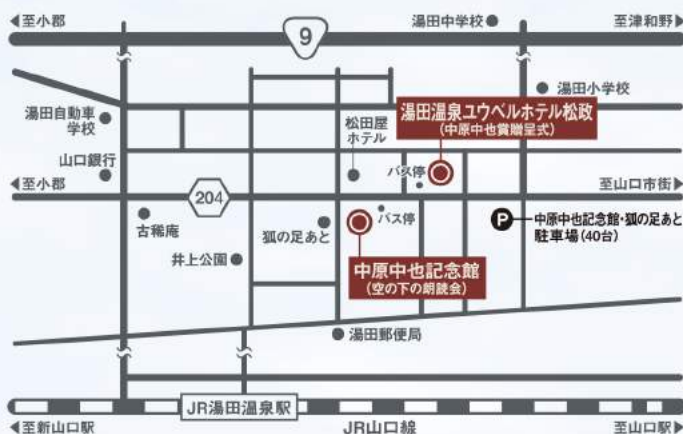 ◀至小郡
湯田中学校
至津和野▶
9
湯田小学校
湯田自動車
学校
松田屋
ホテル
湯田温泉ユウベルホテル松政
(中原中也賞贈呈式)
山口銀行
バス停
◀至小郡
204
至山口市街▶
古稀庵
狐の足あと
バス停
P
中原中也記念館・狐の足あと
駐車場(40台)
井上公園
中原中也記念館
(空の下の朗読会)
湯田郵便局
JR湯田温泉駅
◀至新山口駅
JR山口線
至山口駅▶